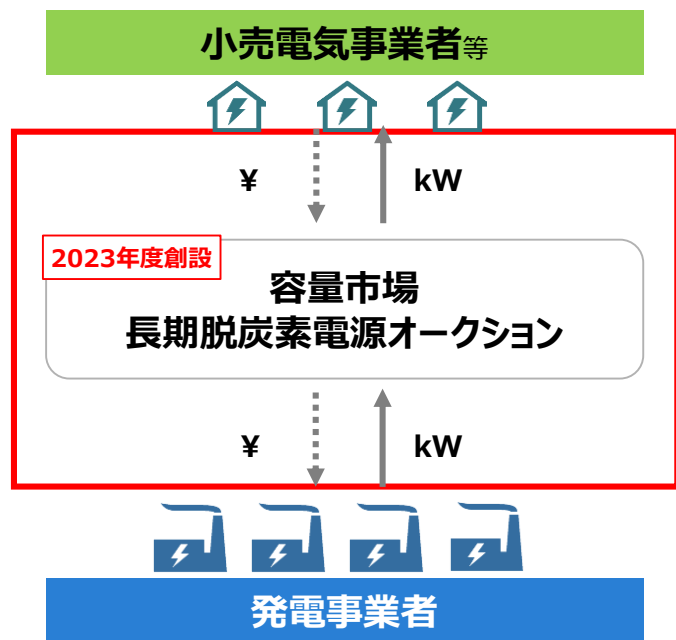 小売電気事業者等
¥
kW
2023年度創設
容量市場
長期脱炭素電源オークション
¥
kW
発電事業者